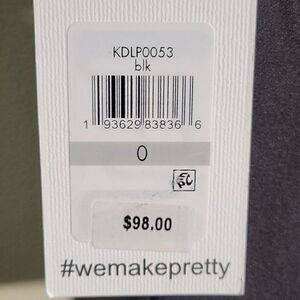 KDLP0053
blk
1 93629 83836 6
0
$98.00
#wemakepretty